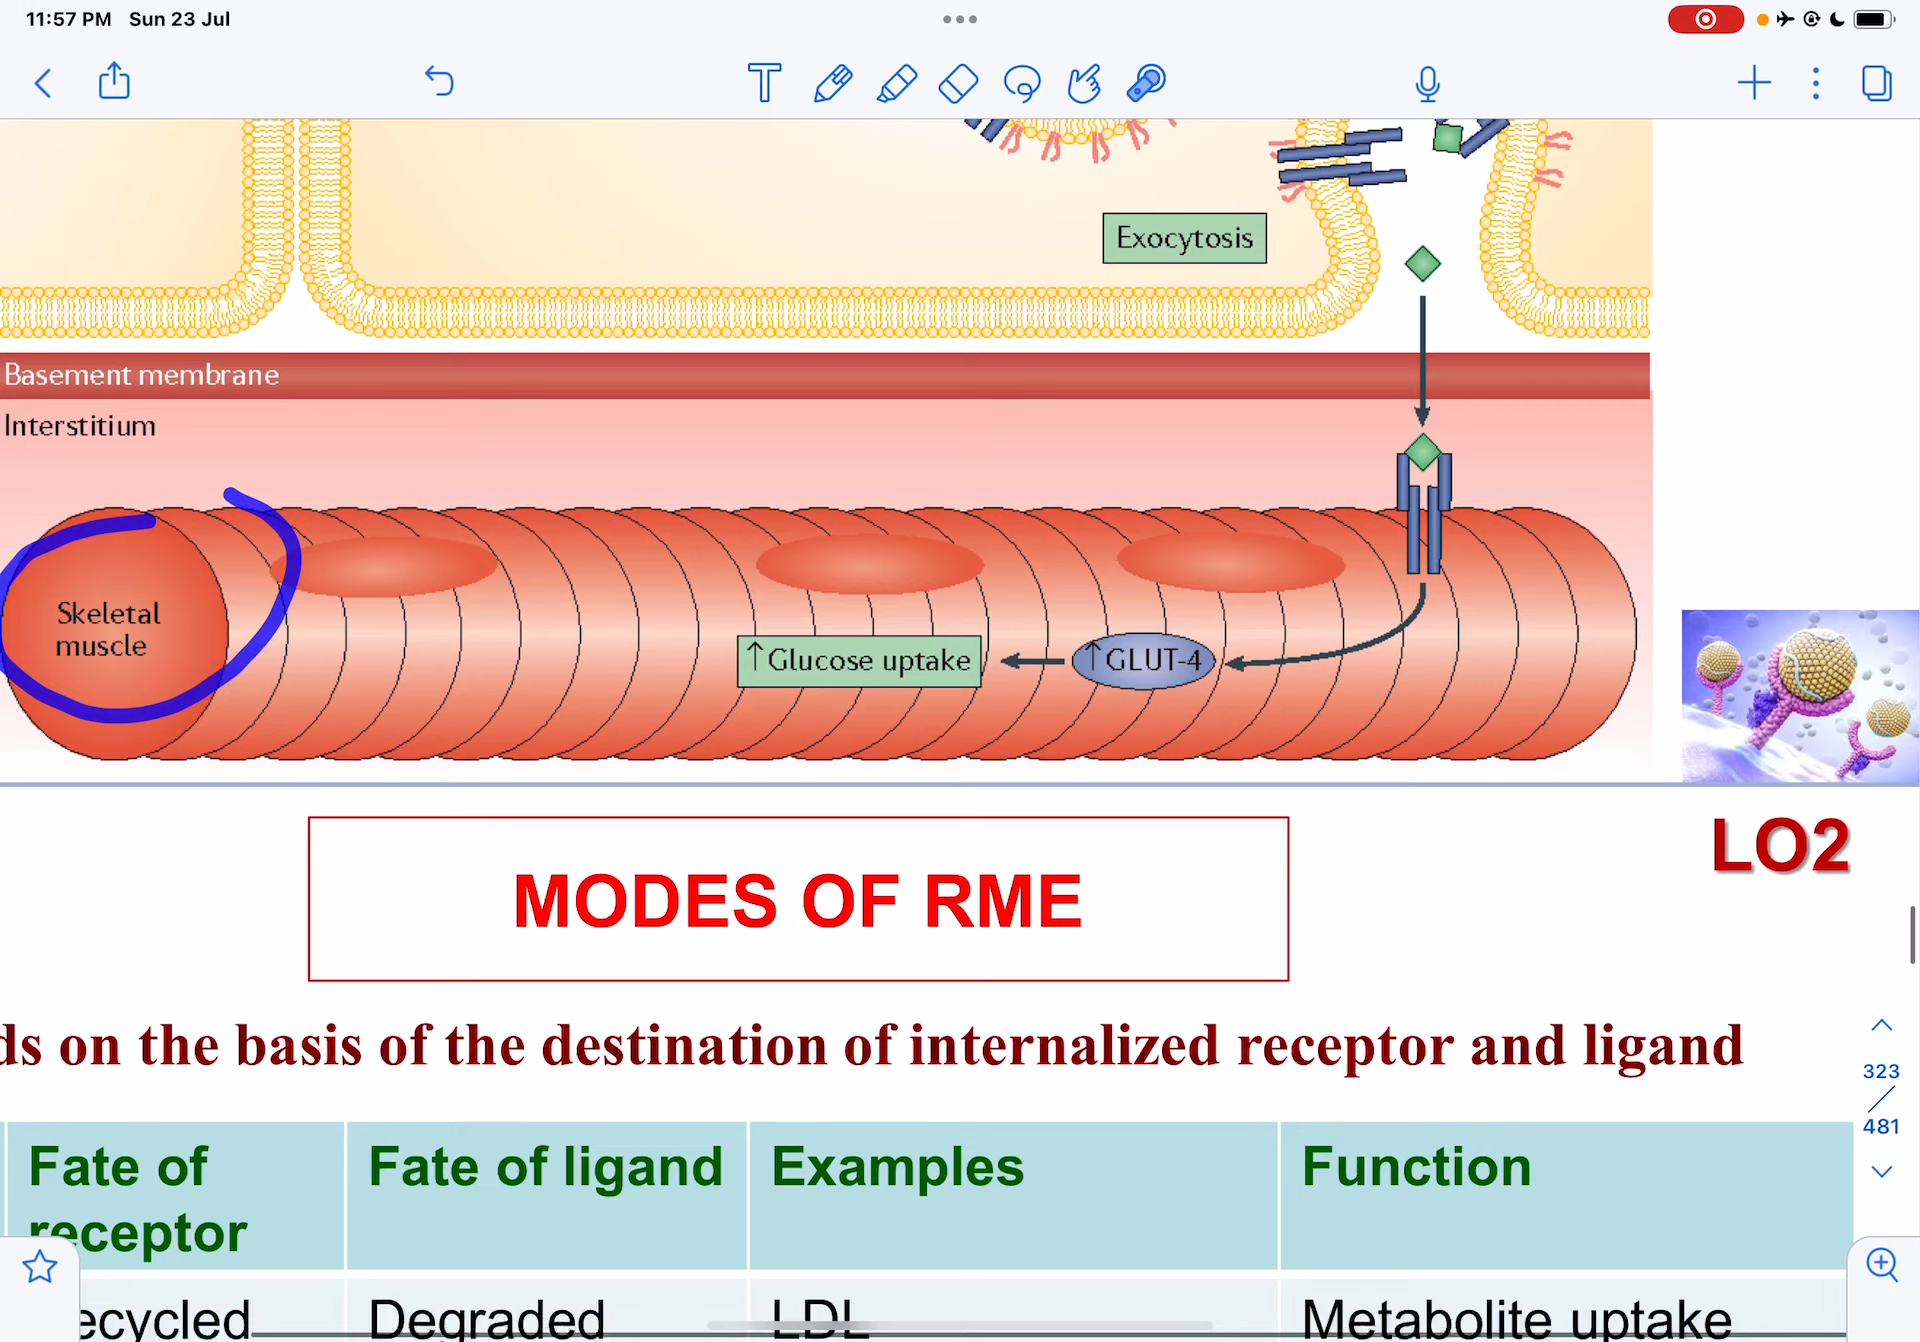 11:57 PM Sun 23 Jul
Exocytosis
Basement membrane
Interstitium
Skeletal
muscle
↑Glucose uptake
↑GLUT-4
LO2
MODES OF RME
ds on the basis of the destination of internalized receptor and ligand
323
/
481
Fate of
receptor
Fate of ligand
Examples
Function
ecycled
Degraded
LDL
Metabolite uptake